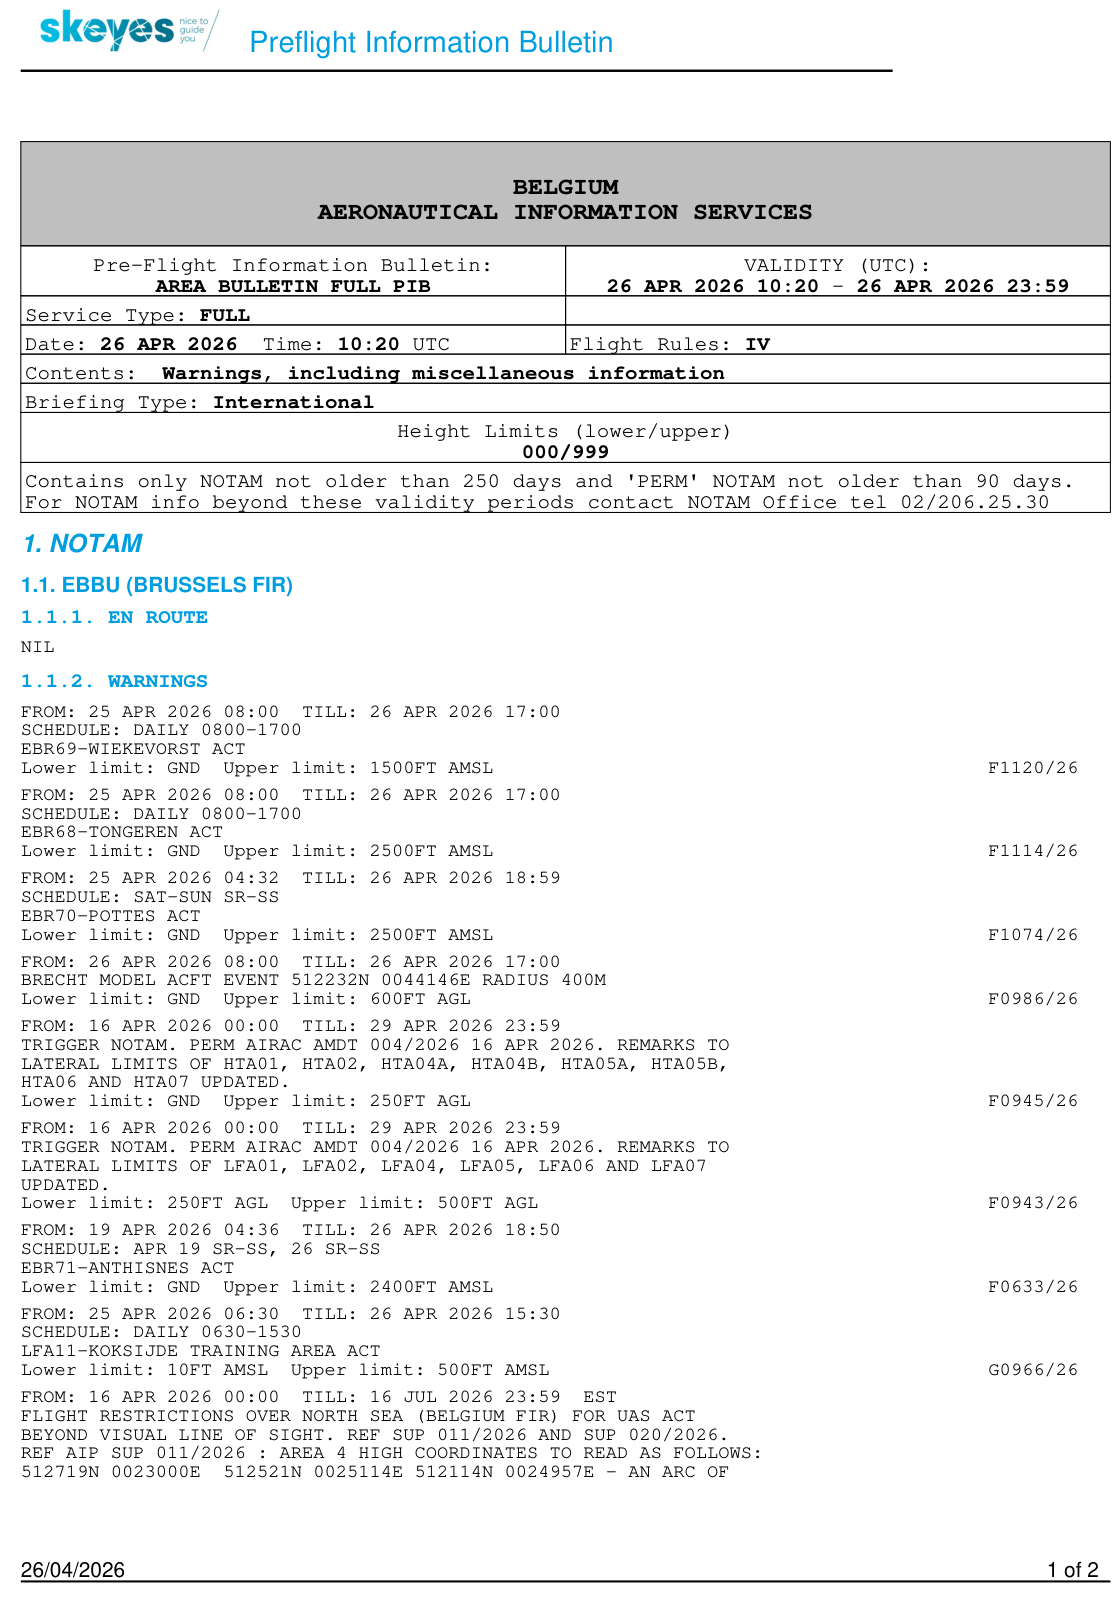 skeyes nice to guide you
Preflight Information Bulletin
BELGIUM
AERONAUTICAL INFORMATION SERVICES
Pre-Flight Information Bulletin:
AREA BULLETIN FULL PIB
VALIDITY (UTC):
26 APR 2026 10:20 - 26 APR 2026 23:59
Service Type: FULL
Date: 26 APR 2026  Time: 10:20 UTC
Flight Rules: IV
Contents:  Warnings, including miscellaneous information
Briefing Type: International
Height Limits (lower/upper)
000/999
Contains only NOTAM not older than 250 days and 'PERM' NOTAM not older than 90 days.
For NOTAM info beyond these validity periods contact NOTAM Office tel 02/206.25.30
1. NOTAM
1.1. EBBU (BRUSSELS FIR)
1.1.1. EN ROUTE
NIL
1.1.2. WARNINGS
FROM: 25 APR 2026 08:00  TILL: 26 APR 2026 17:00
SCHEDULE: DAILY 0800-1700
EBR69-WIEKEVORST ACT
Lower limit: GND  Upper limit: 1500FT AMSL F1120/26
FROM: 25 APR 2026 08:00  TILL: 26 APR 2026 17:00
SCHEDULE: DAILY 0800-1700
EBR68-TONGEREN ACT
Lower limit: GND  Upper limit: 2500FT AMSL F1114/26
FROM: 25 APR 2026 04:32  TILL: 26 APR 2026 18:59
SCHEDULE: SAT-SUN SR-SS
EBR70-POTTES ACT
Lower limit: GND  Upper limit: 2500FT AMSL F1074/26
FROM: 26 APR 2026 08:00  TILL: 26 APR 2026 17:00
BRECHT MODEL ACFT EVENT 512232N 0044146E RADIUS 400M
Lower limit: GND  Upper limit: 600FT AGL F0986/26
FROM: 16 APR 2026 00:00  TILL: 29 APR 2026 23:59
TRIGGER NOTAM. PERM AIRAC AMDT 004/2026 16 APR 2026. REMARKS TO
LATERAL LIMITS OF HTA01, HTA02, HTA04A, HTA04B, HTA05A, HTA05B,
HTA06 AND HTA07 UPDATED.
Lower limit: GND  Upper limit: 250FT AGL F0945/26
FROM: 16 APR 2026 00:00  TILL: 29 APR 2026 23:59
TRIGGER NOTAM. PERM AIRAC AMDT 004/2026 16 APR 2026. REMARKS TO
LATERAL LIMITS OF LFA01, LFA02, LFA04, LFA05, LFA06 AND LFA07
UPDATED.
Lower limit: 250FT AGL  Upper limit: 500FT AGL F0943/26
FROM: 19 APR 2026 04:36  TILL: 26 APR 2026 18:50
SCHEDULE: APR 19 SR-SS, 26 SR-SS
EBR71-ANTHISNES ACT
Lower limit: GND  Upper limit: 2400FT AMSL F0633/26
FROM: 25 APR 2026 06:30  TILL: 26 APR 2026 15:30
SCHEDULE: DAILY 0630-1530
LFA11-KOKSIJDE TRAINING AREA ACT
Lower limit: 10FT AMSL  Upper limit: 500FT AMSL G0966/26
FROM: 16 APR 2026 00:00  TILL: 16 JUL 2026 23:59  EST
FLIGHT RESTRICTIONS OVER NORTH SEA (BELGIUM FIR) FOR UAS ACT
BEYOND VISUAL LINE OF SIGHT. REF SUP 011/2026 AND SUP 020/2026.
REF AIP SUP 011/2026 : AREA 4 HIGH COORDINATES TO READ AS FOLLOWS:
512719N 0023000E  512521N 0025114E 512114N 0024957E - AN ARC OF
26/04/2026
1 of 2